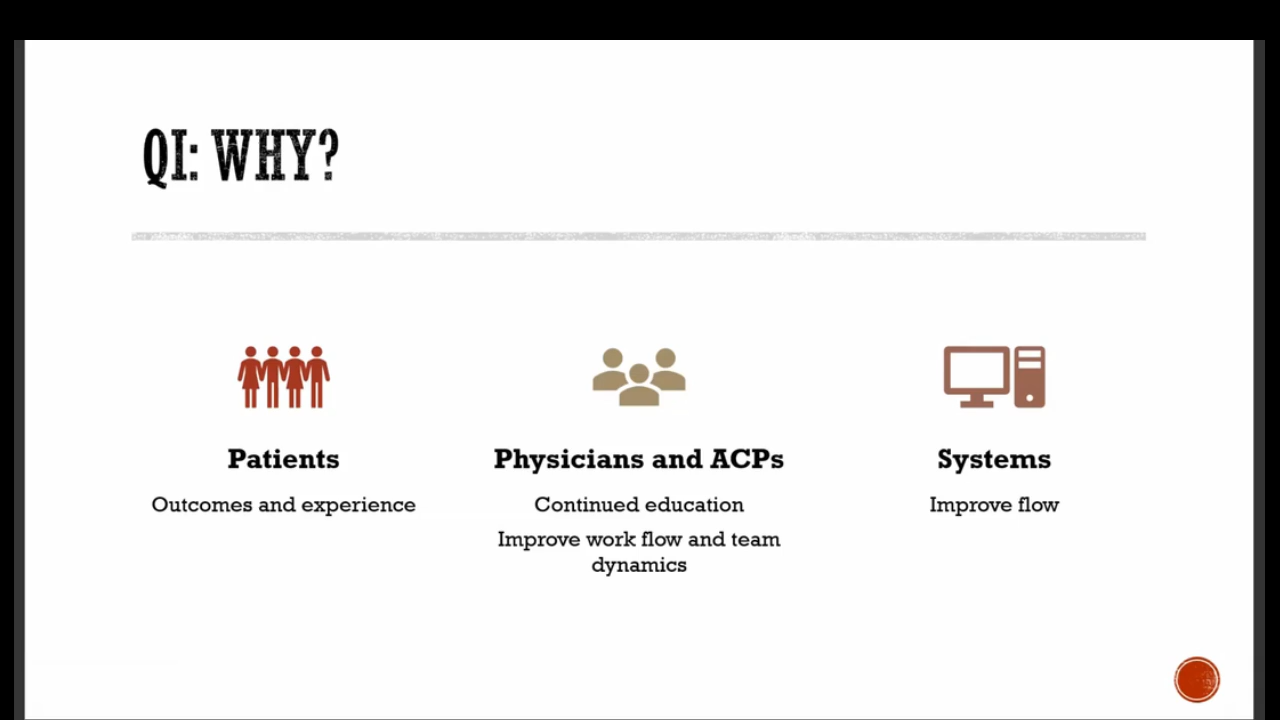 QI: WHY?
Patients
Outcomes and experience
Physicians and ACPs
Continued education
Improve work flow and team
dynamics
Systems
Improve flow